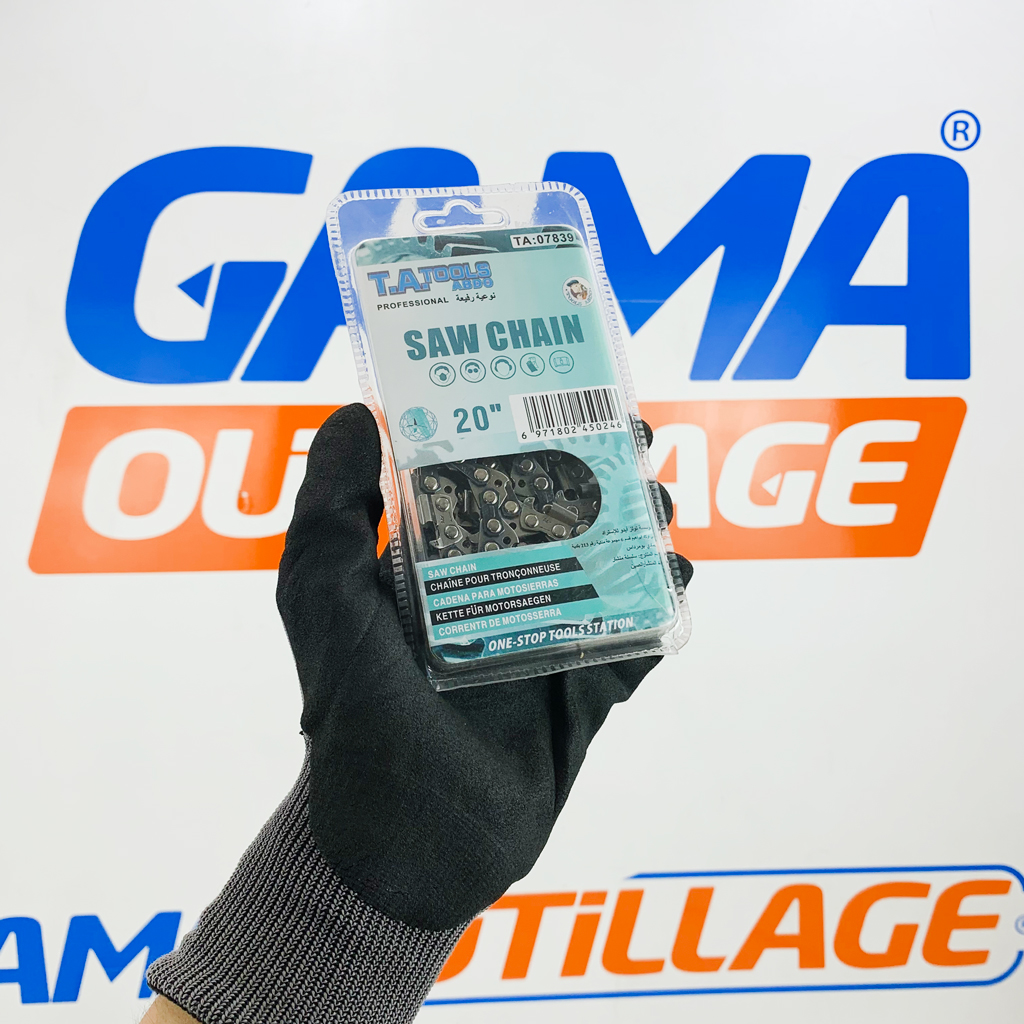 GAMA®
OUTILLAGE
TA:07839
T.A.TOOLS
ABDO
PROFESSIONAL نوعية رفيعة
SAW CHAIN
20"
6 971802 450246
SAW CHAIN
CHAÎNE POUR TRONÇONNEUSE
CADENA PARA MOTOSIERRAS
KETTE FÜR MOTORSAEGEN
CORRENTR DE MOTOSSERRA
ONE-STOP TOOLS STATION
AM OUTILLAGE